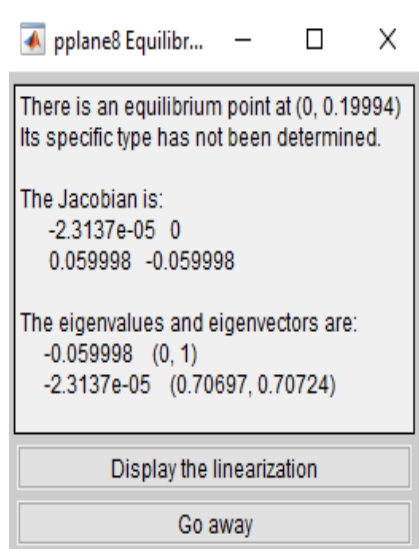 pplane8 Equilibr...
There is an equilibrium point at (0, 0.19994)
Its specific type has not been determined.
The Jacobian is:
-2.3137e-05 0
0.059998 -0.059998
The eigenvalues and eigenvectors are:
-0.059998 (0, 1)
-2.3137e-05 (0.70697, 0.70724)
Display the linearization
Go away